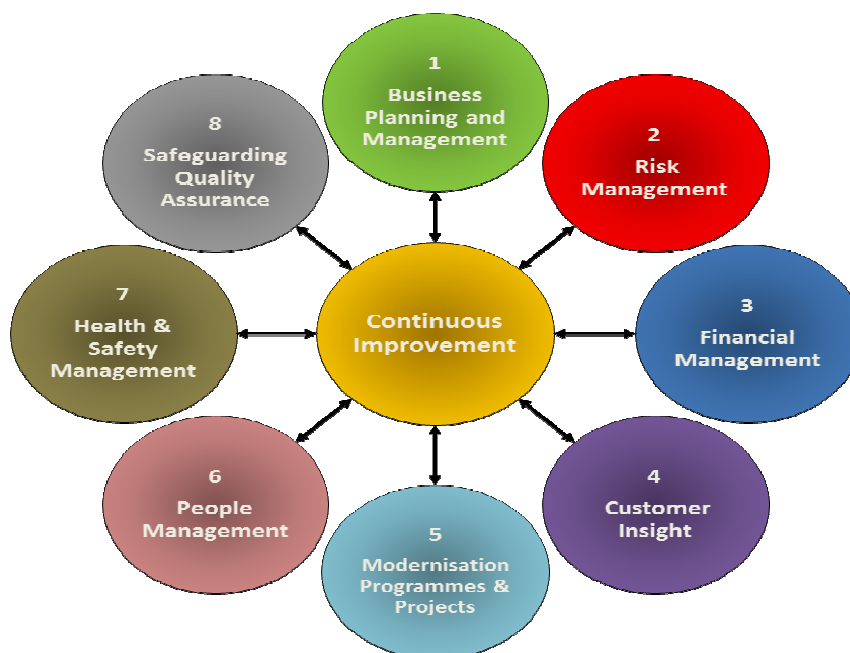 1
Business
Planning and
Management
2
Risk
Management
3
Financial
Management
4
Customer
Insight
5
Modernisation
Programmes &
Projects
6
People
Management
7
Health &
Safety
Management
8
Safeguarding
Quality
Assurance
Continuous
Improvement